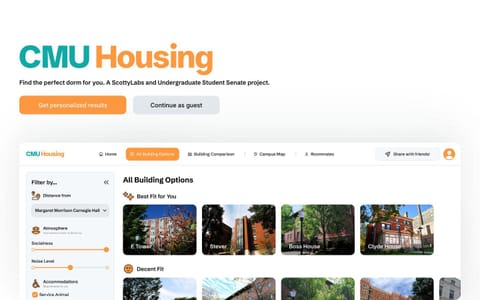 CMU Housing
Find the perfect dorm for you. A ScottyLabs and Undergraduate Student Senate project.
Get personalized results
Continue as guest
CMU Housing
Home
All Building Options
Building Comparison
Campus Map
Roommates
Share with friends!
Filter by...
Distance from
Margaret Morrison Carnegie Hall
Atmosphere
Socialness
Noise Level
Accommodations
Service Animal
All Building Options
Best Fit for You
E Tower
Stever
Boss House
Clyde House
Decent Fit